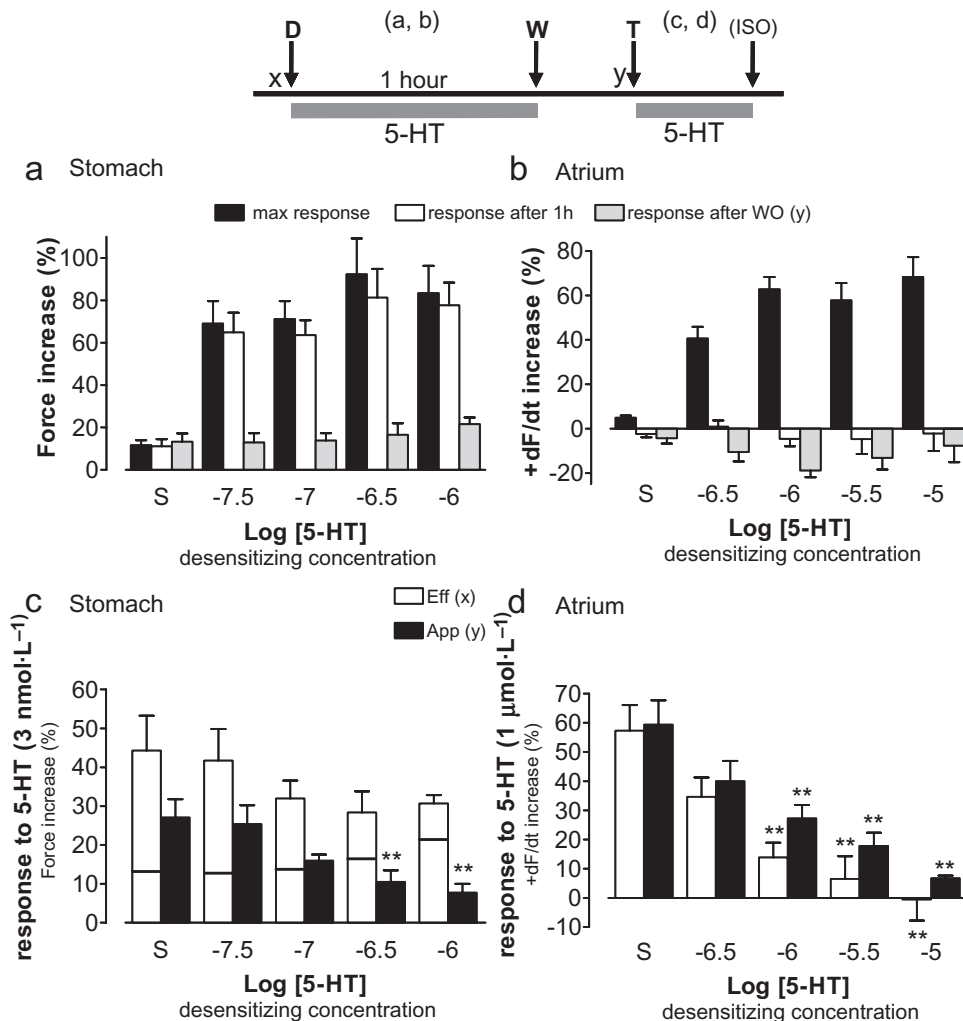 D (a, b) W T (c, d) (ISO)
x 1 hour y
5-HT 5-HT
a Stomach
b Atrium
max response response after 1h response after WO (y)
Force increase (%)
100
80
60
40
20
0
S -7.5 -7 -6.5 -6
Log [5-HT]
desensitizing concentration
+dF/dt increase (%)
80
60
40
20
0
-20
S -6.5 -6 -5.5 -5
Log [5-HT]
desensitizing concentration
c Stomach
Eff (x)
App (y)
response to 5-HT (3 nmol·L⁻¹)
Force increase (%)
60
50
40
30
20
10
0
** **
S -7.5 -7 -6.5 -6
Log [5-HT]
desensitizing concentration
d Atrium
response to 5-HT (1 µmol·L⁻¹)
+dF/dt increase (%)
70
60
50
40
30
20
10
0
-10
** ** ** ** ** **
S -6.5 -6 -5.5 -5
Log [5-HT]
desensitizing concentration